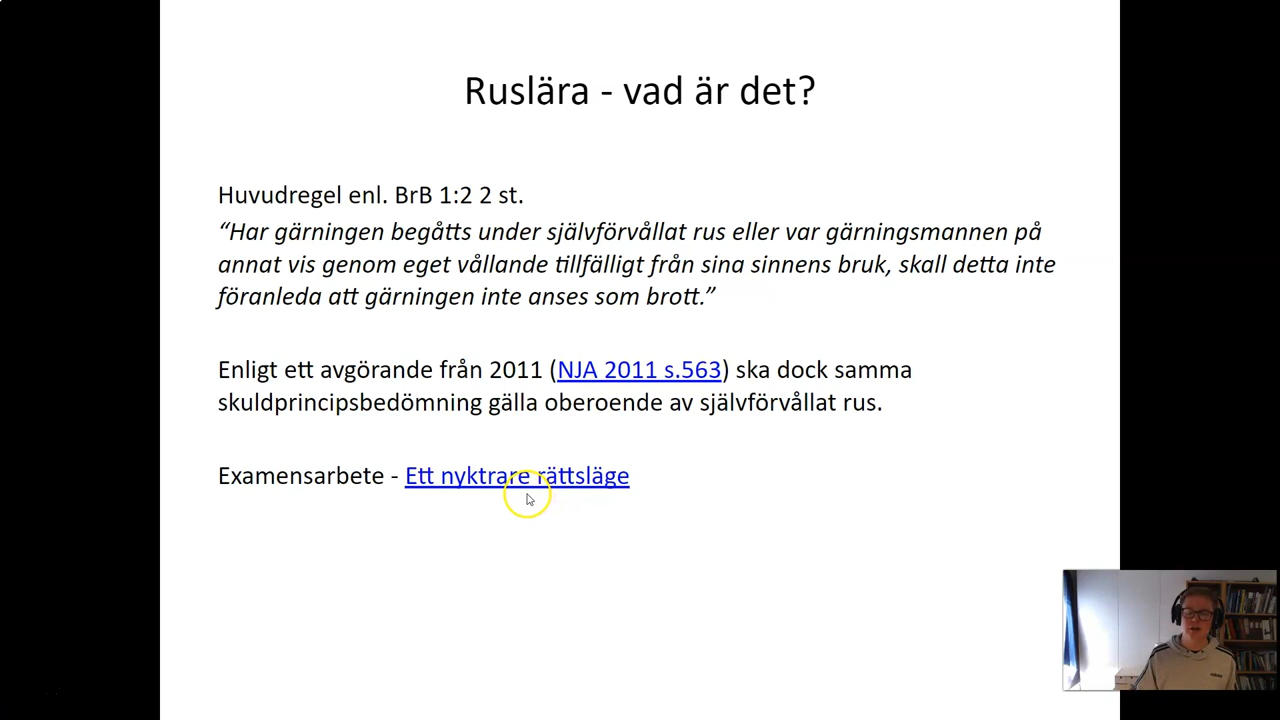 Ruslära - vad är det?
Huvudregel enl. BrB 1:2 2 st.
“Har gärningen begåtts under självförvållat rus eller var gärningsmannen på
annat vis genom eget vållande tillfälligt från sina sinnens bruk, skall detta inte
föranleda att gärningen inte anses som brott.”
Enligt ett avgörande från 2011 (NJA 2011 s.563) ska dock samma
skuldprincipsbedömning gälla oberoende av självförvållat rus.
Examensarbete - Ett nyktrare rättsläge